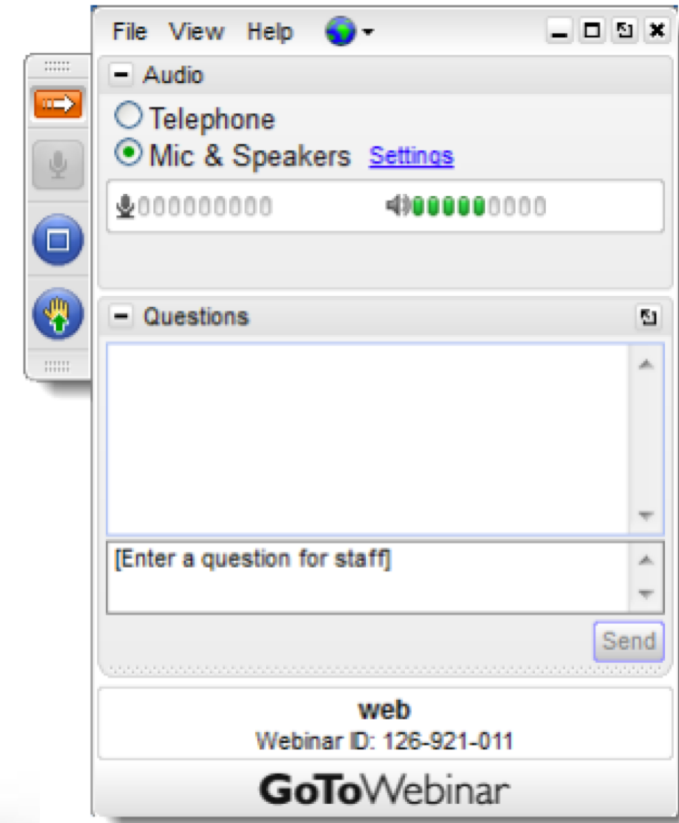 File View Help
Audio
Telephone
Mic & Speakers Settings
Questions
[Enter a question for staff]
Send
web
Webinar ID: 126-921-011
GoToWebinar